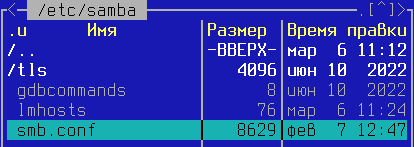 <- /etc/samba .[^]>
.и Имя Размер Время правки
/.. -ВВЕРХ- мар 6 11:12
/tls 4096 июн 10 2022
gdbcommands 8 июн 10 2022
lmhosts 76 мар 6 11:24
smb.conf 8629 фев 7 12:47